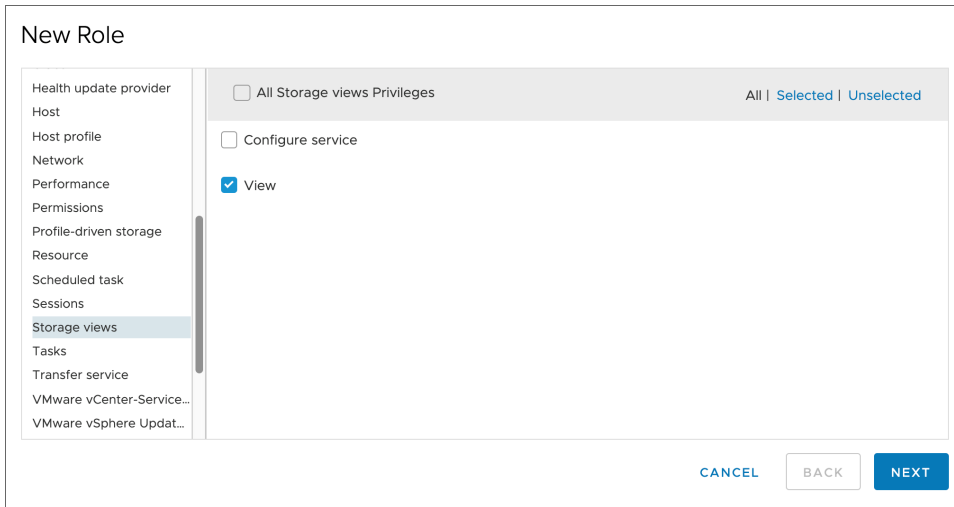 New Role
Health update provider
Host
Host profile
Network
Performance
Permissions
Profile-driven storage
Resource
Scheduled task
Sessions
Storage views
Tasks
Transfer service
VMware vCenter-Service...
VMware vSphere Updat...
All Storage views Privileges
All | Selected | Unselected
Configure service
View
CANCEL
BACK
NEXT